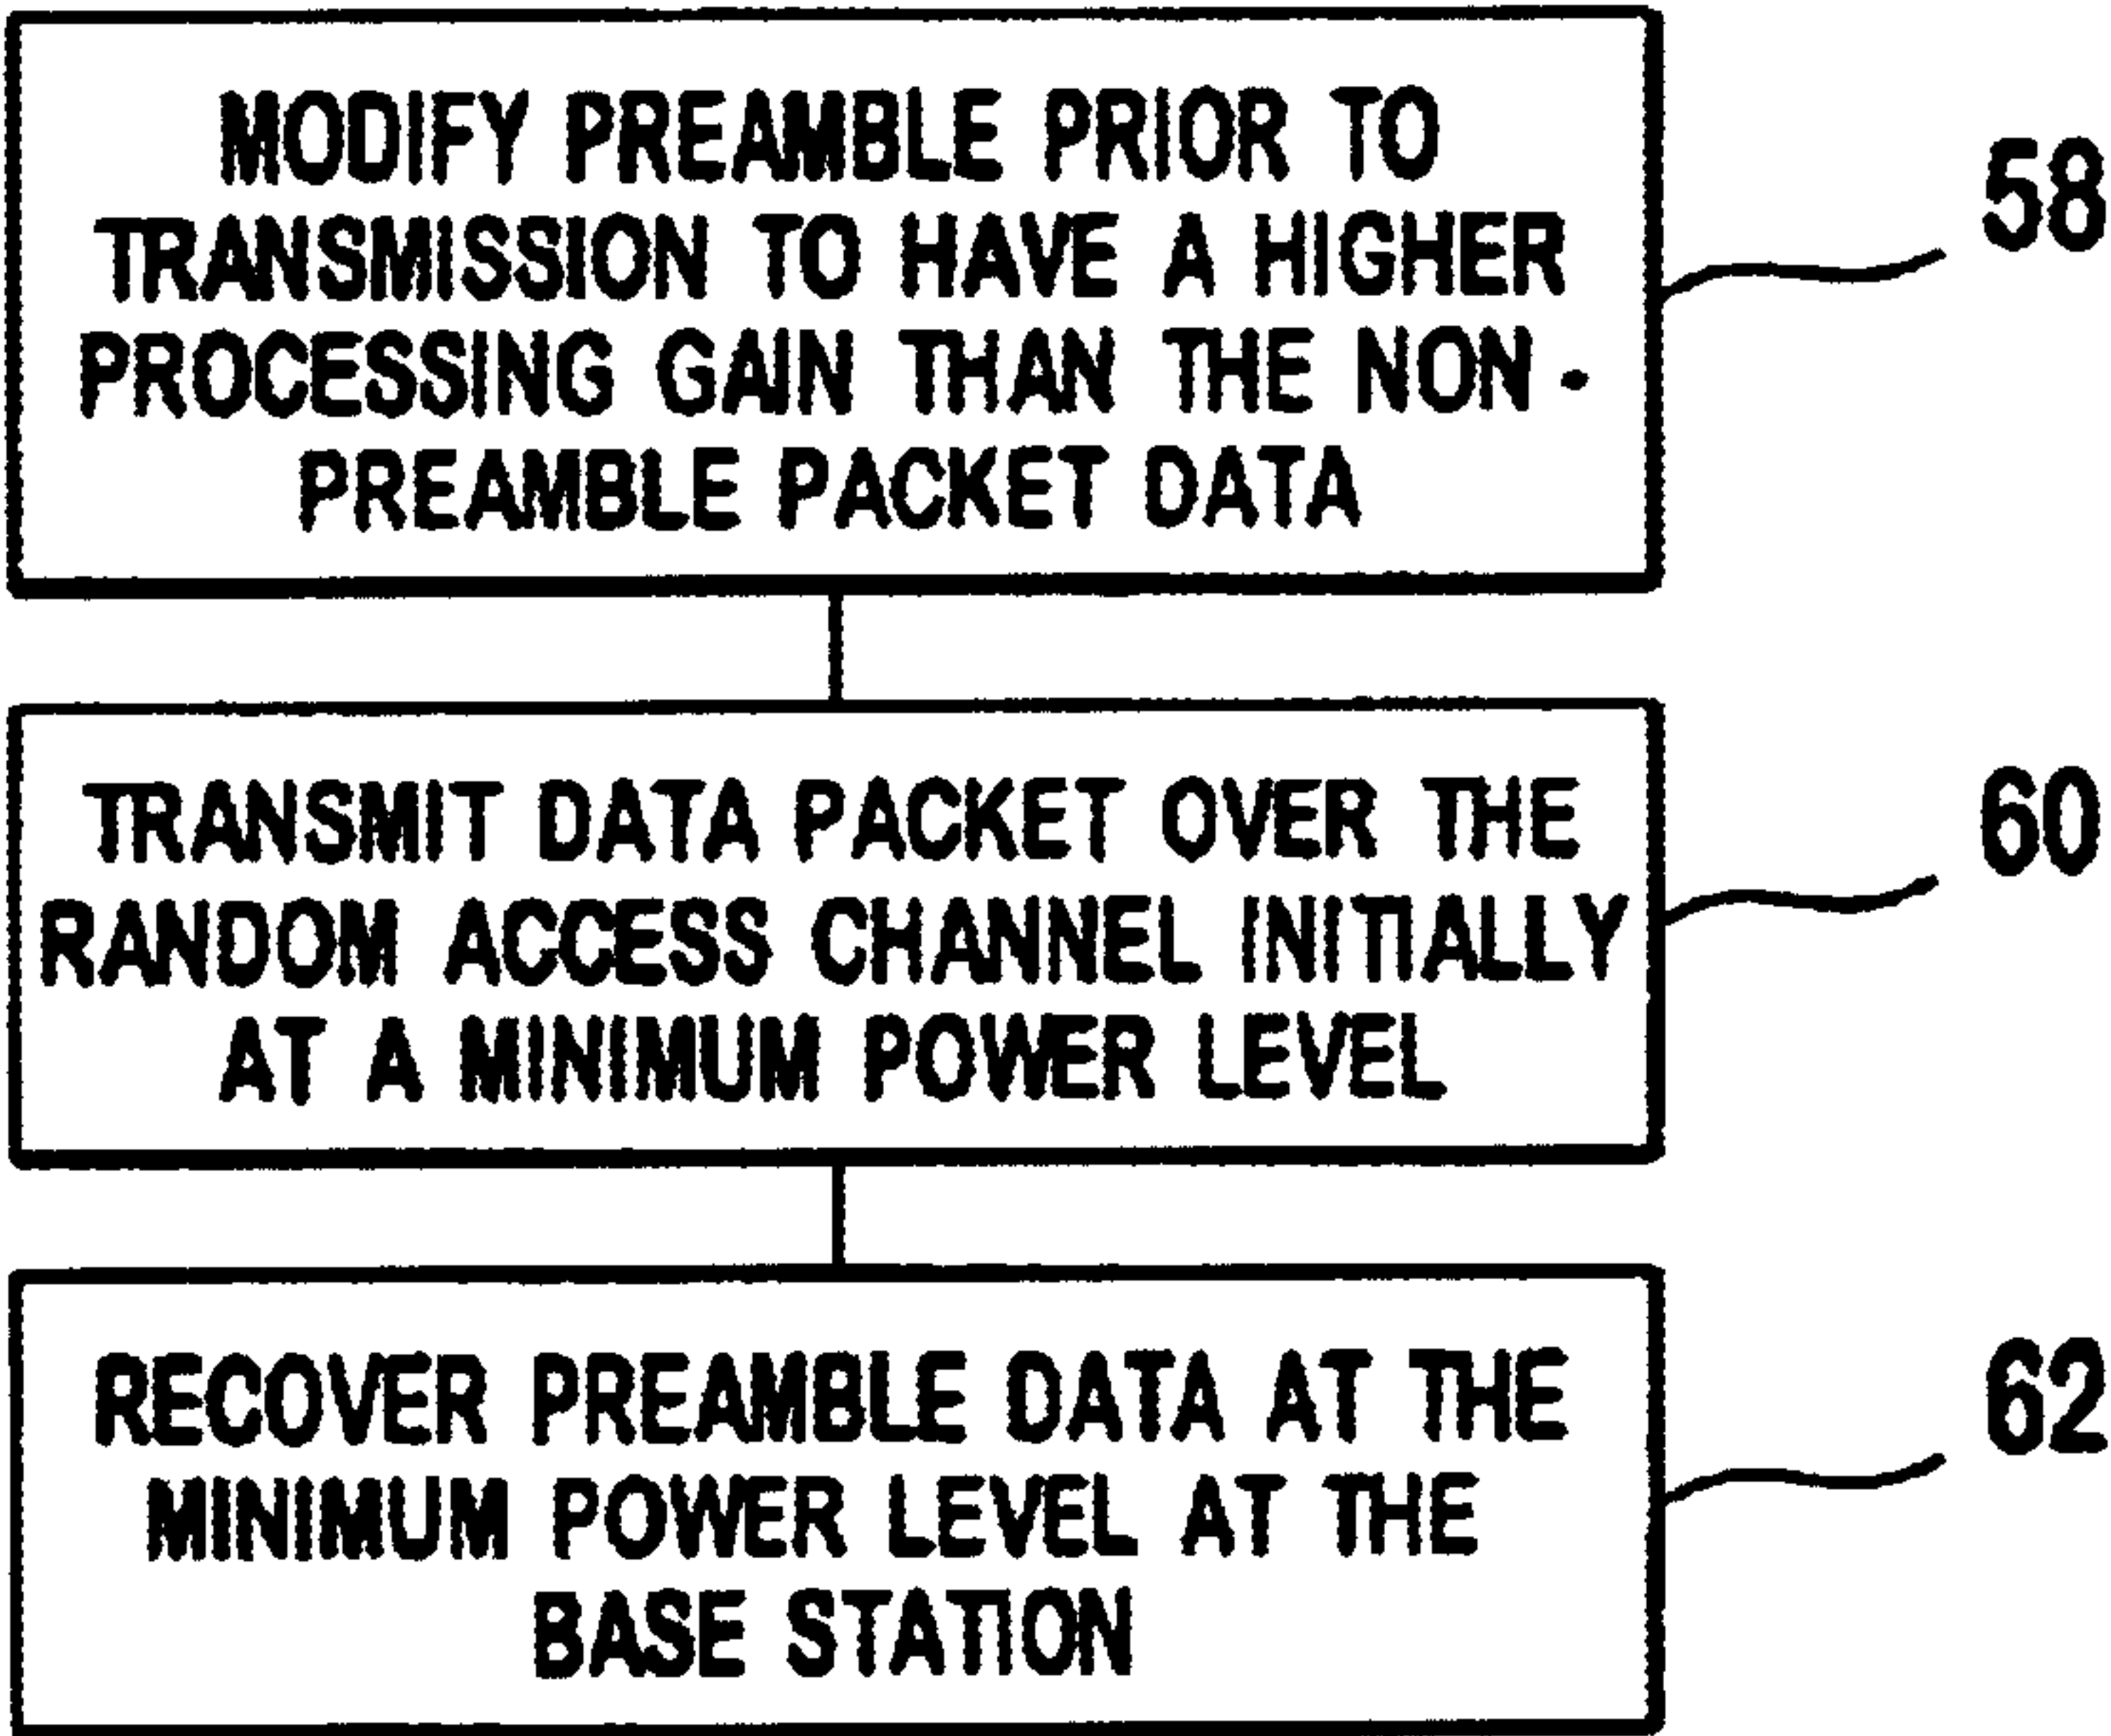 MODIFY PREAMBLE PRIOR TO
TRANSMISSION TO HAVE A HIGHER
PROCESSING GAIN THAN THE NON-
PREAMBLE PACKET DATA
58
TRANSMIT DATA PACKET OVER THE
RANDOM ACCESS CHANNEL INITIALLY
AT A MINIMUM POWER LEVEL
60
RECOVER PREAMBLE DATA AT THE
MINIMUM POWER LEVEL AT THE
BASE STATION
62